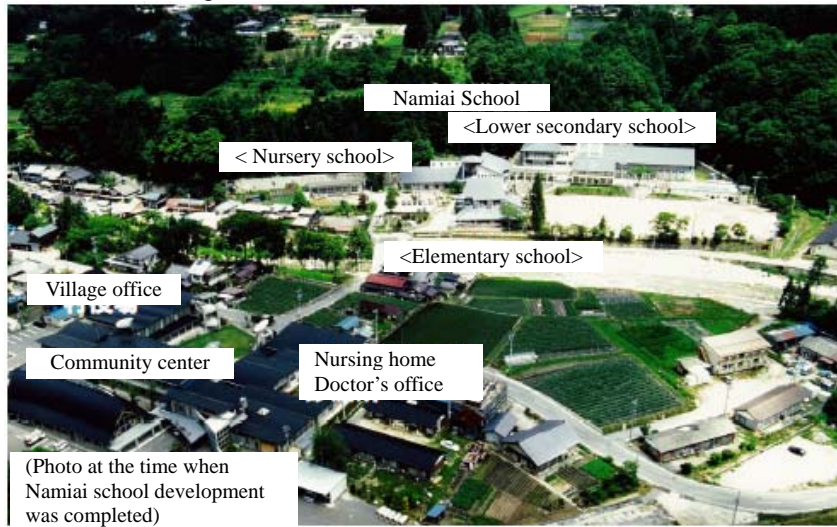 Namiai School
<Lower secondary school>
< Nursery school>
<Elementary school>
Village office
Community center
Nursing home
Doctor's office
(Photo at the time when
Namiai school development
was completed)